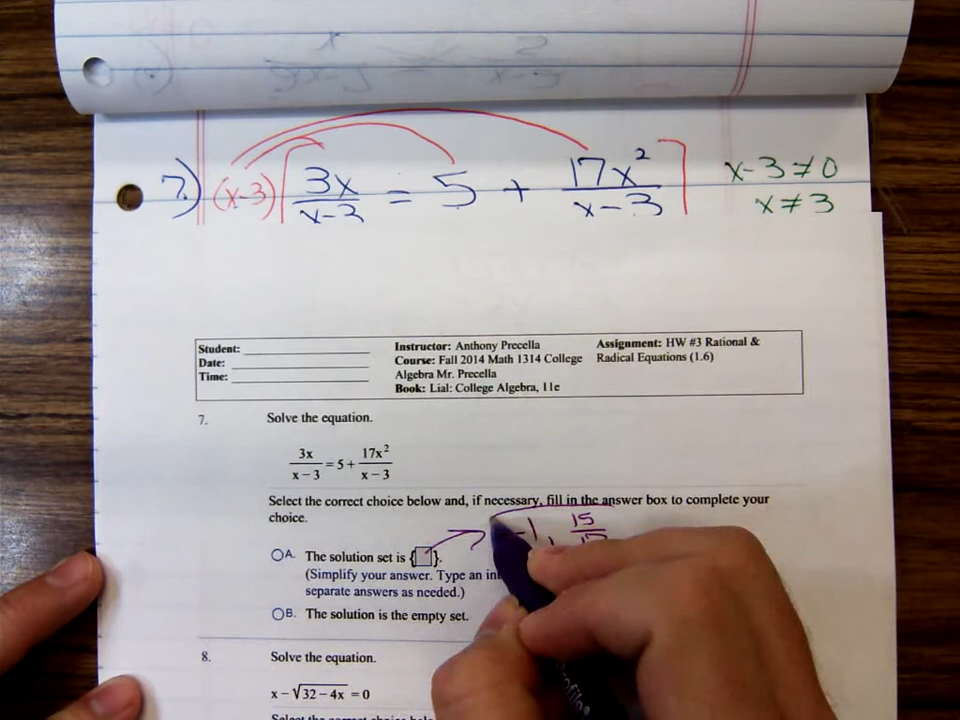 7.) (x-3) [ 3x/(x-3) = 5 + 17x²/(x-3) ] x-3 ≠ 0
x ≠ 3
Student: Instructor: Anthony Precella Assignment: HW #3 Rational &
Date: Course: Fall 2014 Math 1314 College Radical Equations (1.6)
Time: Algebra Mr. Precella
Book: Lial: College Algebra, 11e
7. Solve the equation.
3x/(x-3) = 5 + 17x²/(x-3)
Select the correct choice below and, if necessary, fill in the answer box to complete your
choice.
-1, 15/17
A. The solution set is { }.
(Simplify your answer. Type an
separate answers as needed.)
B. The solution is the empty set.
8. Solve the equation.
x - √(32 - 4x) = 0